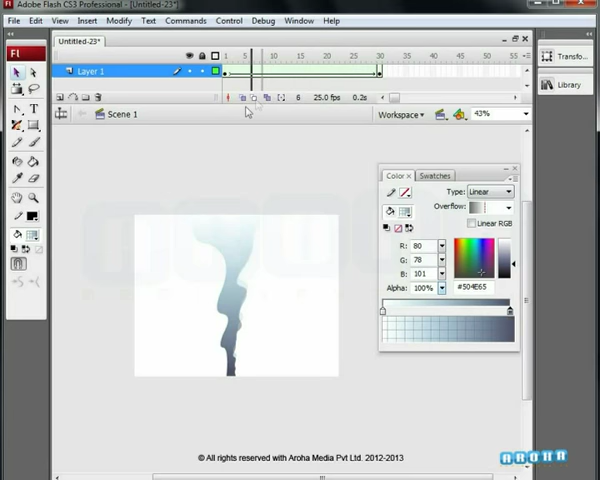 Adobe Flash CS3 Professional - [Untitled-23*]
File Edit View Insert Modify Text Commands Control Debug Window Help
Untitled-23*
Fl
1 5 10 15 20 25 30 35 40 45 50 55
Layer 1
6 25.0 fps 0.2s
Scene 1
Workspace
43%
Transfo...
Library
Color Swatches
Type: Linear
Overflow:
Linear RGB
R: 80
G: 78
B: 101
Alpha: 100%
#504E65
© All rights reserved with Aroha Media Pvt Ltd. 2012-2013
AROHA